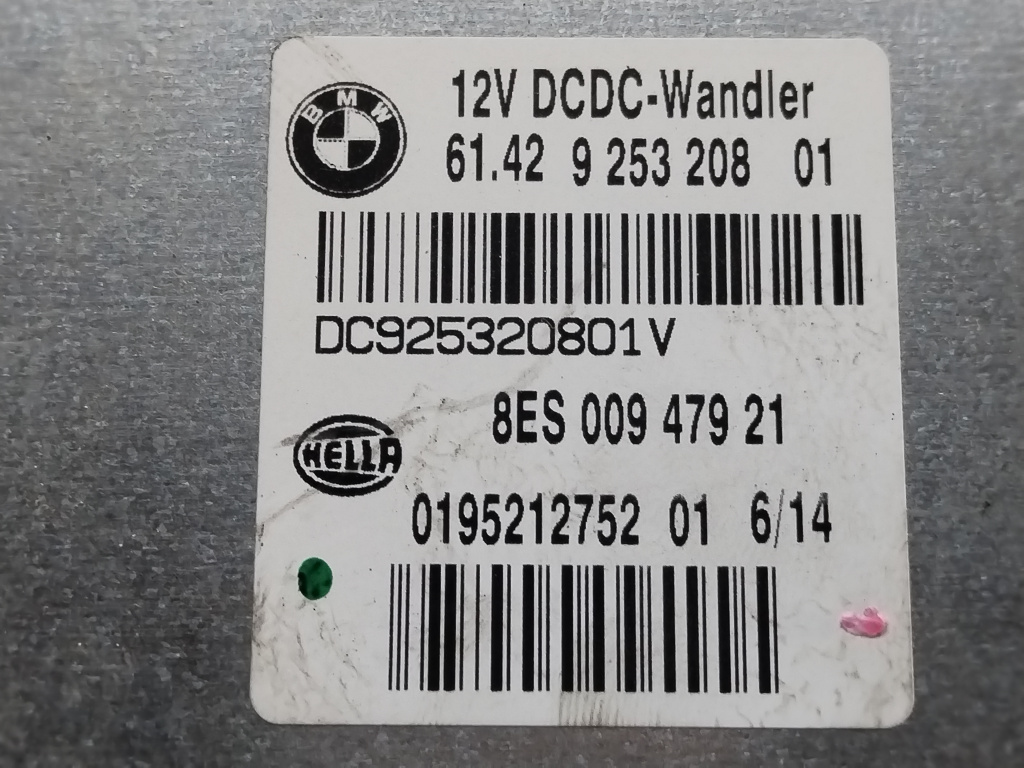 BMW
12V DCDC-Wandler
61.42 9 253 208 01
DC925320801V
8ES 009 479 21
HELLA
0195212752 01 6/14